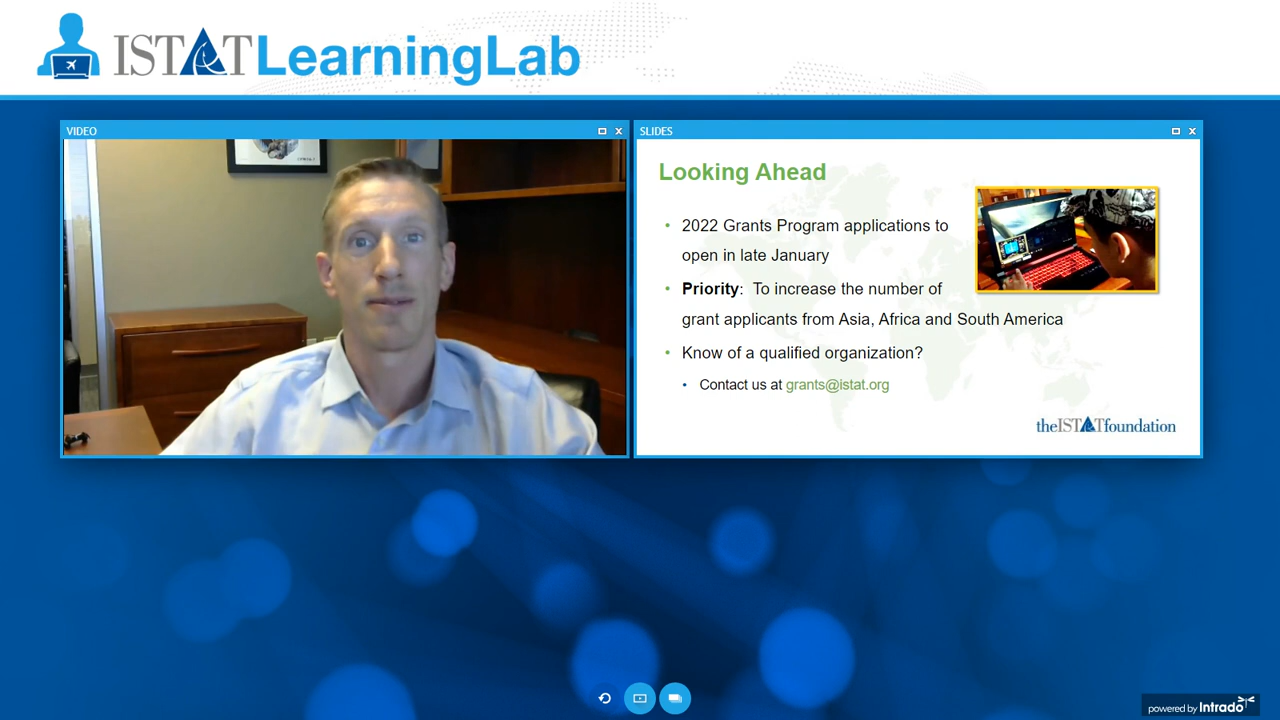 ISTAT LearningLab
VIDEO
SLIDES
Looking Ahead
• 2022 Grants Program applications to
open in late January
• Priority: To increase the number of
grant applicants from Asia, Africa and South America
• Know of a qualified organization?
• Contact us at grants@istat.org
theISTATfoundation
powered by Intrado